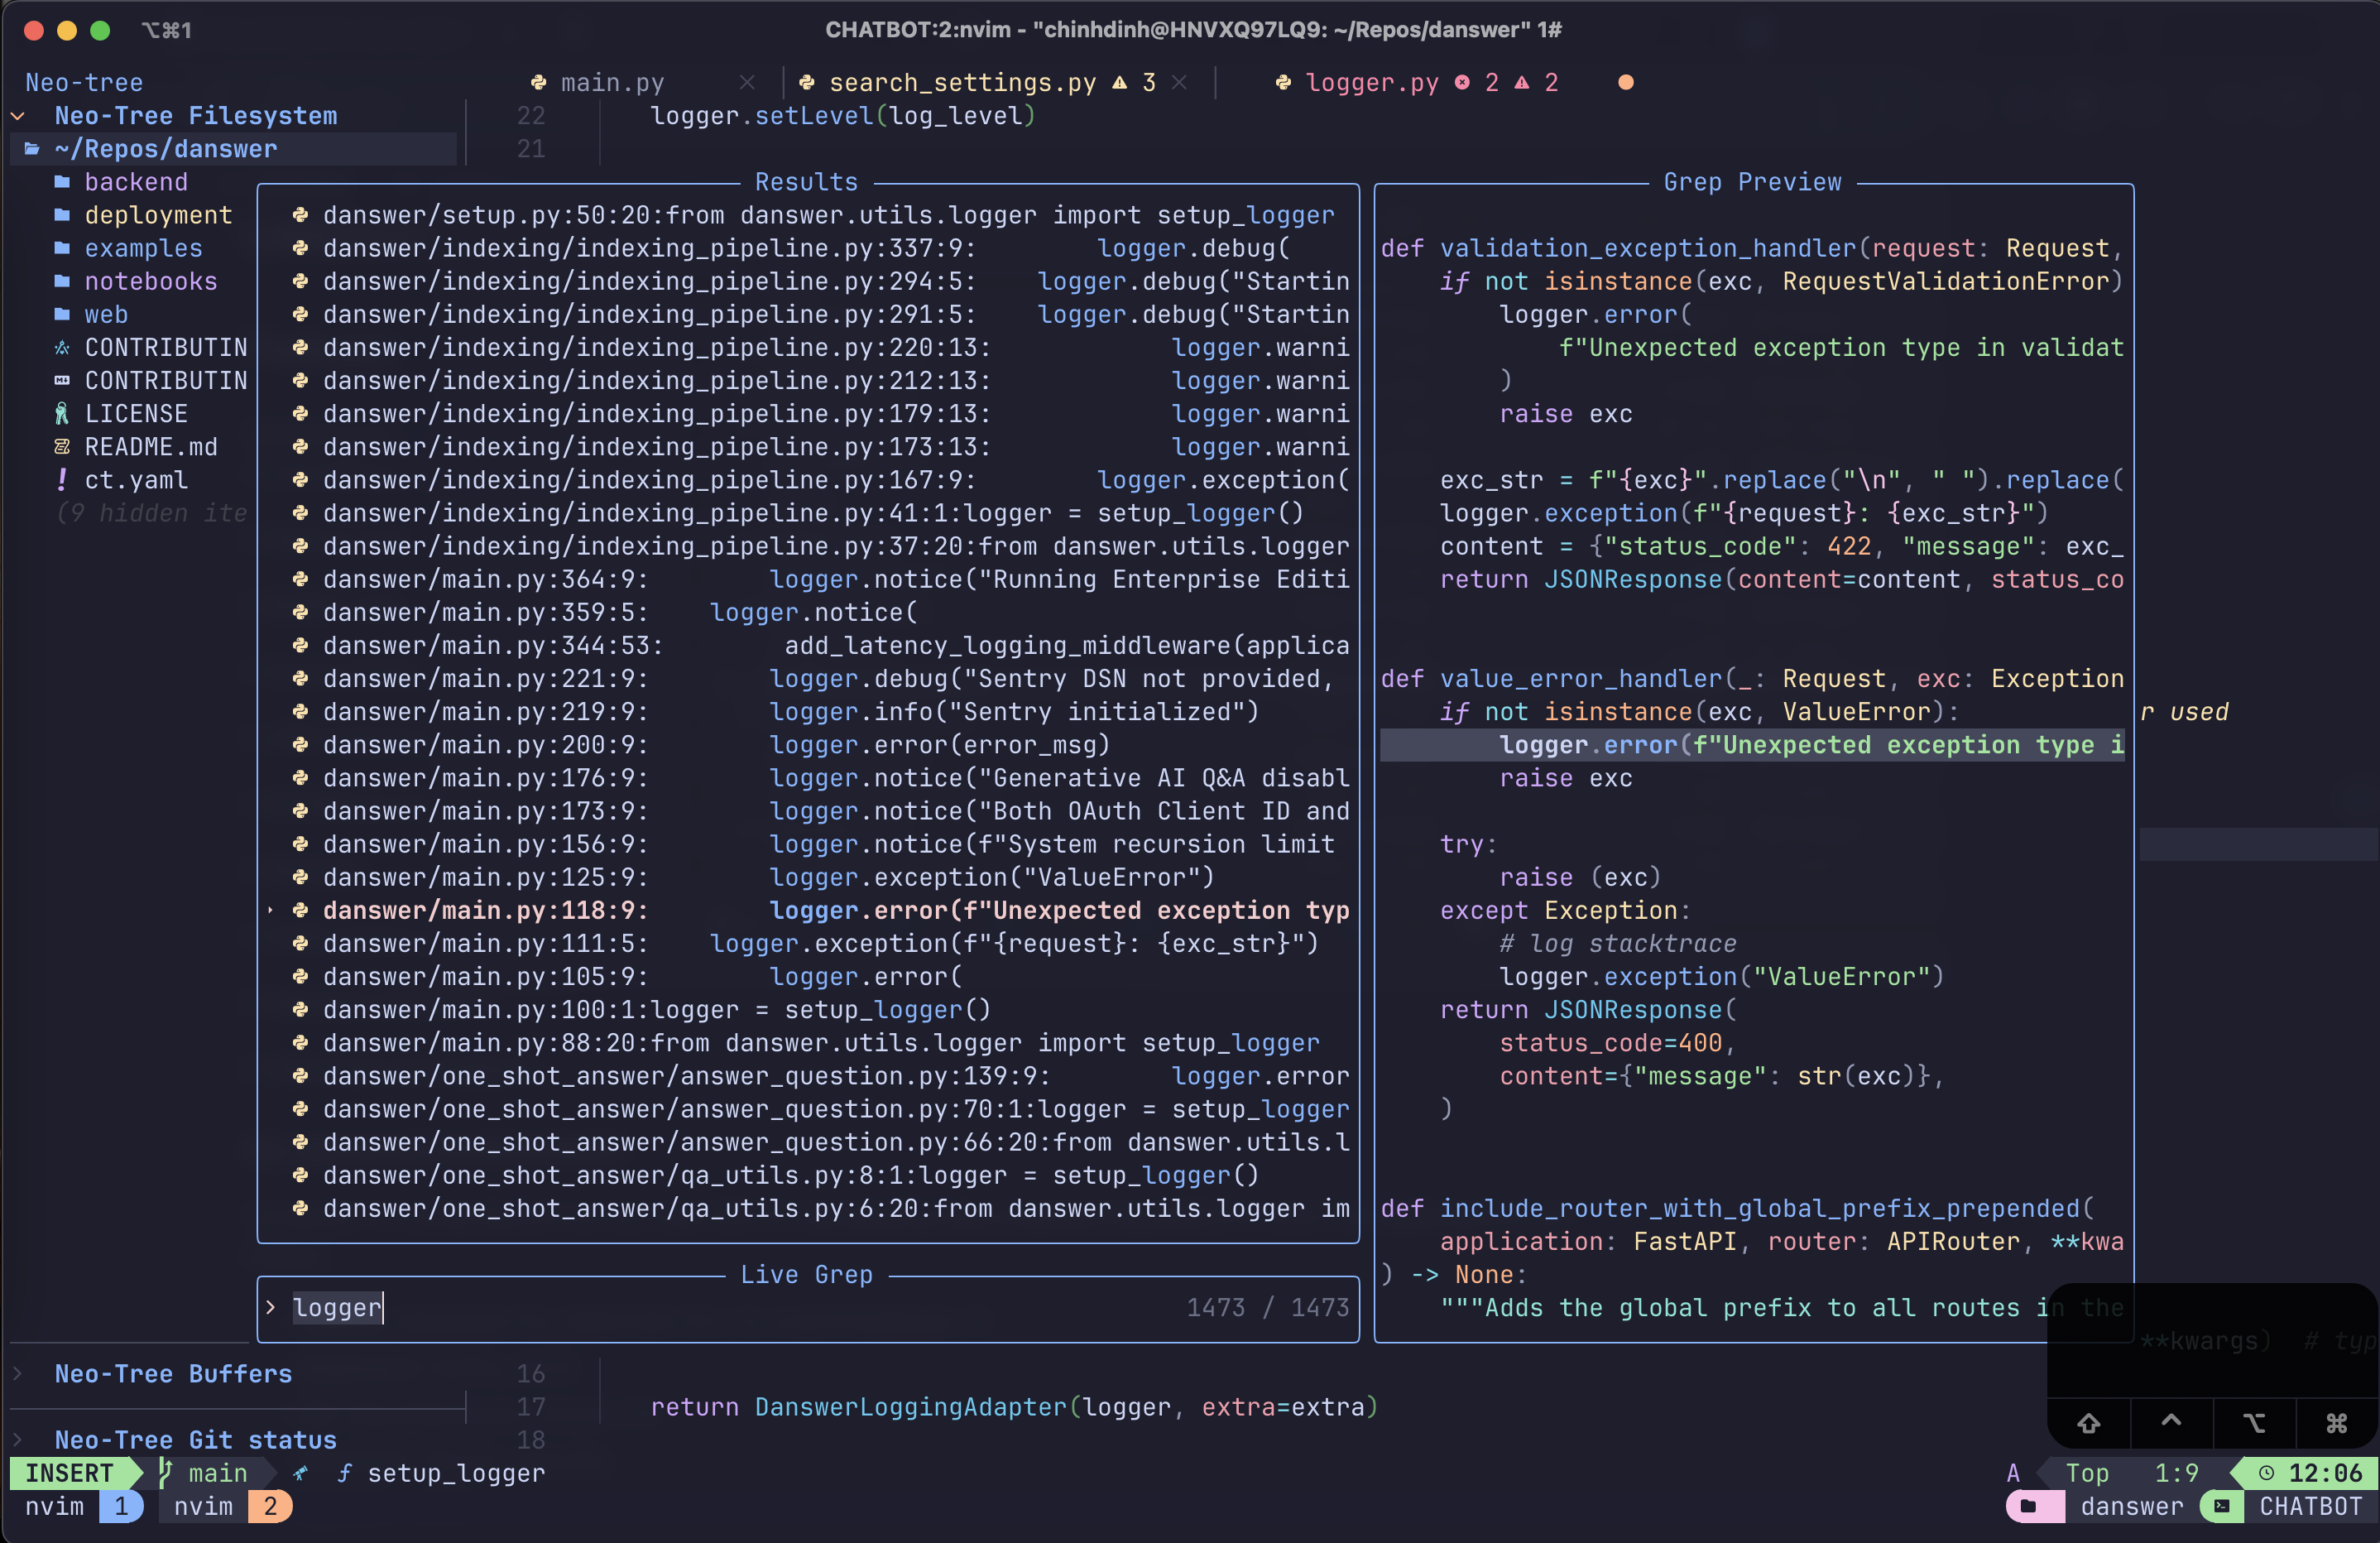 ⌥⌘1
CHATBOT:2:nvim - "chinhdinh@HNVXQ97LQ9: ~/Repos/danswer" 1#
Neo-tree
main.py
search_settings.py 3
logger.py 2 2
Neo-Tree Filesystem
~/Repos/danswer
backend
deployment
examples
notebooks
web
CONTRIBUTIN
CONTRIBUTIN
LICENSE
README.md
ct.yaml
(9 hidden ite
22 logger.setLevel(log_level)
21
Results
danswer/setup.py:50:20:from danswer.utils.logger import setup_logger
danswer/indexing/indexing_pipeline.py:337:9: logger.debug(
danswer/indexing/indexing_pipeline.py:294:5: logger.debug("Startin
danswer/indexing/indexing_pipeline.py:291:5: logger.debug("Startin
danswer/indexing/indexing_pipeline.py:220:13: logger.warni
danswer/indexing/indexing_pipeline.py:212:13: logger.warni
danswer/indexing/indexing_pipeline.py:179:13: logger.warni
danswer/indexing/indexing_pipeline.py:173:13: logger.warni
danswer/indexing/indexing_pipeline.py:167:9: logger.exception(
danswer/indexing/indexing_pipeline.py:41:1:logger = setup_logger()
danswer/indexing/indexing_pipeline.py:37:20:from danswer.utils.logger
danswer/main.py:364:9: logger.notice("Running Enterprise Editi
danswer/main.py:359:5: logger.notice(
danswer/main.py:344:53: add_latency_logging_middleware(applica
danswer/main.py:221:9: logger.debug("Sentry DSN not provided,
danswer/main.py:219:9: logger.info("Sentry initialized")
danswer/main.py:200:9: logger.error(error_msg)
danswer/main.py:176:9: logger.notice("Generative AI Q&A disabl
danswer/main.py:173:9: logger.notice("Both OAuth Client ID and
danswer/main.py:156:9: logger.notice(f"System recursion limit
danswer/main.py:125:9: logger.exception("ValueError")
danswer/main.py:118:9: logger.error(f"Unexpected exception typ
danswer/main.py:111:5: logger.exception(f"{request}: {exc_str}")
danswer/main.py:105:9: logger.error(
danswer/main.py:100:1:logger = setup_logger()
danswer/main.py:88:20:from danswer.utils.logger import setup_logger
danswer/one_shot_answer/answer_question.py:139:9: logger.error
danswer/one_shot_answer/answer_question.py:70:1:logger = setup_logger
danswer/one_shot_answer/answer_question.py:66:20:from danswer.utils.l
danswer/one_shot_answer/qa_utils.py:8:1:logger = setup_logger()
danswer/one_shot_answer/qa_utils.py:6:20:from danswer.utils.logger im
Live Grep
> logger 1473 / 1473
Grep Preview
def validation_exception_handler(request: Request,
if not isinstance(exc, RequestValidationError)
logger.error(
f"Unexpected exception type in validat
)
raise exc
exc_str = f"{exc}".replace("\n", " ").replace(
logger.exception(f"{request}: {exc_str}")
content = {"status_code": 422, "message": exc_
return JSONResponse(content=content, status_co
def value_error_handler(_: Request, exc: Exception
if not isinstance(exc, ValueError):
logger.error(f"Unexpected exception type i
raise exc
try:
raise (exc)
except Exception:
# log stacktrace
logger.exception("ValueError")
return JSONResponse(
status_code=400,
content={"message": str(exc)},
)
def include_router_with_global_prefix_prepended(
application: FastAPI, router: APIRouter, **kwa
) -> None:
"""Adds the global prefix to all routes in the
r used
**kwargs) # typ
Neo-Tree Buffers
16
17 return DanswerLoggingAdapter(logger, extra=extra)
Neo-Tree Git status
18
⌥ ⌘
INSERT main setup_logger A Top 1:9 12:06
nvim 1 nvim 2 danswer CHATBOT